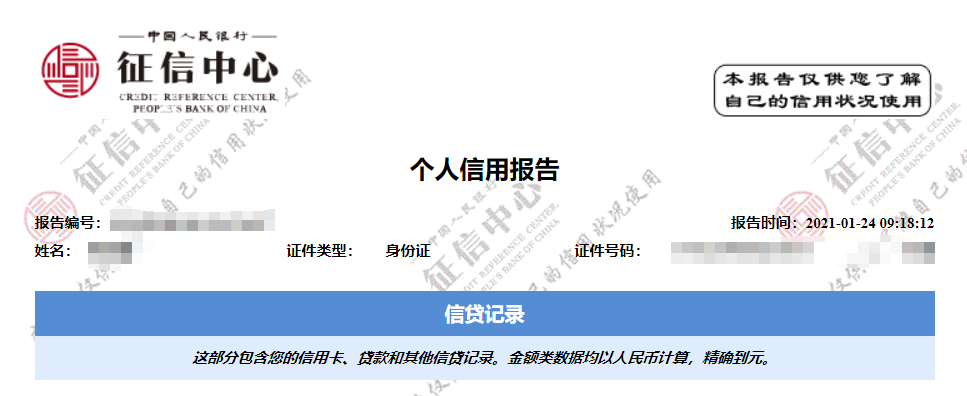 中国人民银行
征信中心
CREDIT REFERENCE CENTER,
PEOPLE'S BANK OF CHINA
本报告仅供您了解
自己的信用状况使用
个人信用报告
报告编号：
报告时间：2021-01-24 09:18:12
姓名：
证件类型： 身份证
证件号码：
信贷记录
这部分包含您的信用卡、贷款和其他信贷记录。金额类数据均以人民币计算，精确到元。